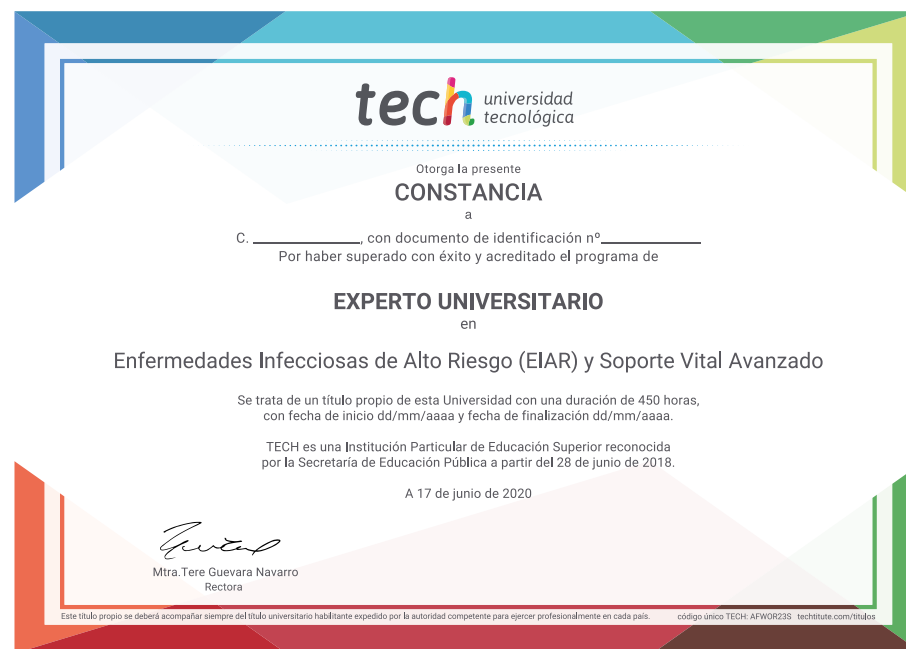 tech universidad
tecnológica
Otorga la presente
CONSTANCIA
a
C. ____________, con documento de identificación nº____________
Por haber superado con éxito y acreditado el programa de
EXPERTO UNIVERSITARIO
en
Enfermedades Infecciosas de Alto Riesgo (EIAR) y Soporte Vital Avanzado
Se trata de un título propio de esta Universidad con una duración de 450 horas,
con fecha de inicio dd/mm/aaaa y fecha de finalización dd/mm/aaaa.
TECH es una Institución Particular de Educación Superior reconocida
por la Secretaría de Educación Pública a partir del 28 de junio de 2018.
A 17 de junio de 2020
Mtra.Tere Guevara Navarro
Rectora
Este título propio se deberá acompañar siempre del título universitario habilitante expedido por la autoridad competente para ejercer profesionalmente en cada país. código único TECH: AFWOR23S techtitute.com/titulos